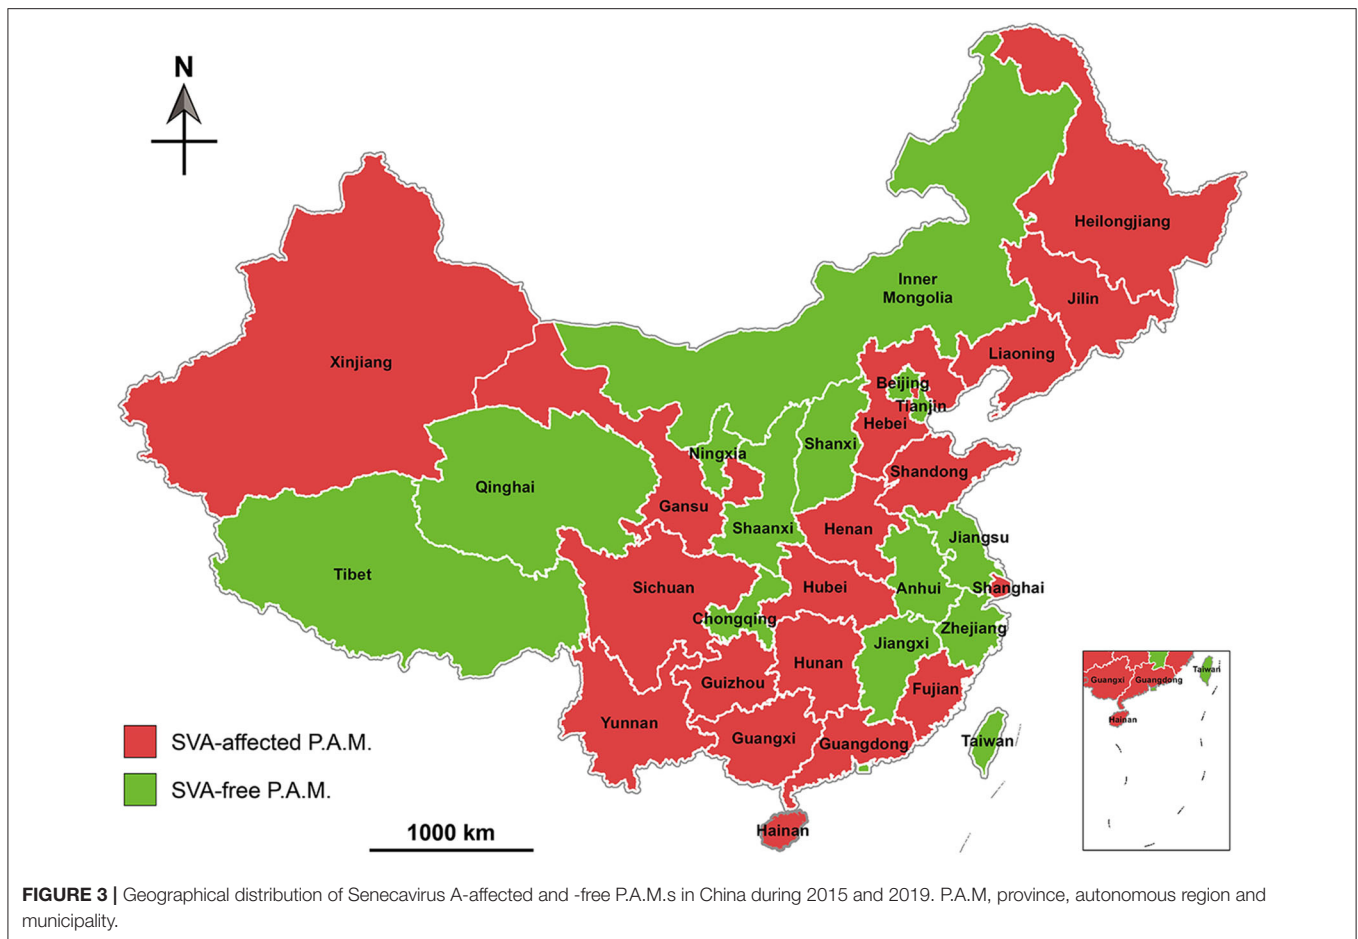 N
Heilongjiang
Inner
Mongolia
Jilin
Liaoning
Xinjiang
Beijing
Tianjin
Hebei
Shanxi
Ningxia
Shandong
Qinghai
Gansu
Shaanxi
Henan
Jiangsu
Tibet
Sichuan
Hubei
Anhui
Shanghai
Chongqing
Zhejiang
Jiangxi
Hunan
Guizhou
Fujian
Yunnan
Guangxi
Guangdong
Taiwan
Hainan
Taiwan
Guangxi
Guangdong
Hainan
SVA-affected P.A.M.
SVA-free P.A.M.
1000 km
FIGURE 3 | Geographical distribution of Senecavirus A-affected and -free P.A.M.s in China during 2015 and 2019. P.A.M, province, autonomous region and
municipality.